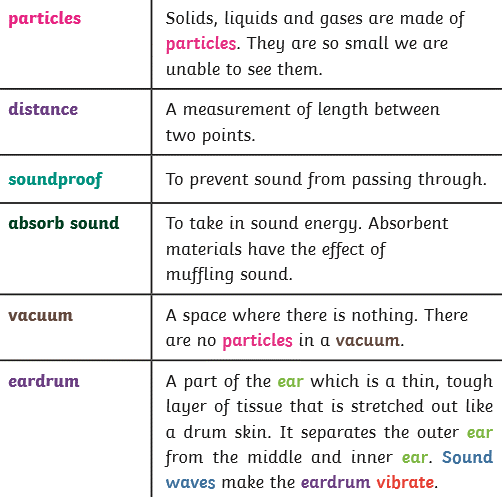 particles
Solids, liquids and gases are made of
particles. They are so small we are
unable to see them.
distance
A measurement of length between
two points.
soundproof
To prevent sound from passing through.
absorb sound
To take in sound energy. Absorbent
materials have the effect of
muffling sound.
vacuum
A space where there is nothing. There
are no particles in a vacuum.
eardrum
A part of the ear which is a thin, tough
layer of tissue that is stretched out like
a drum skin. It separates the outer ear
from the middle and inner ear. Sound
waves make the eardrum vibrate.